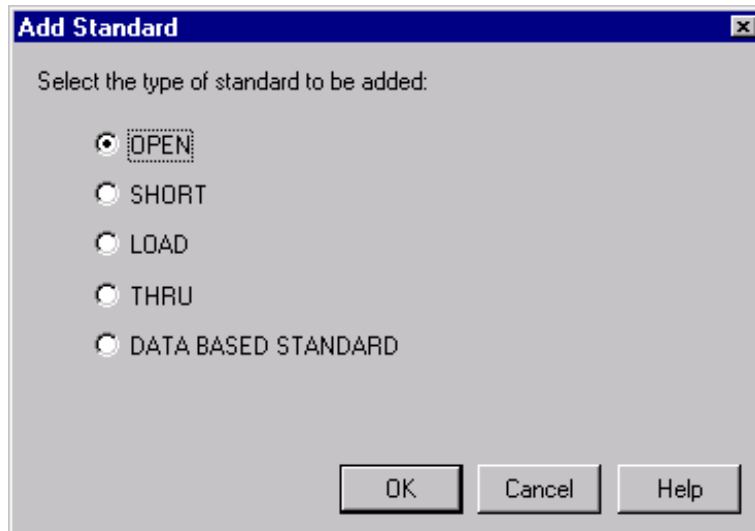 Add Standard
Select the type of standard to be added:
OPEN
SHORT
LOAD
THRU
DATA BASED STANDARD
OK Cancel Help